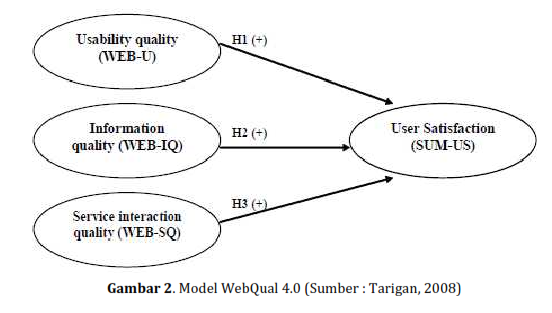 Usability quality
(WEB-U)
H1 (+)
Information
quality (WEB-IQ)
H2 (+)
User Satisfaction
(SUM-US)
Service interaction
quality (WEB-SQ)
H3 (+)
Gambar 2. Model WebQual 4.0 (Sumber : Tarigan, 2008)